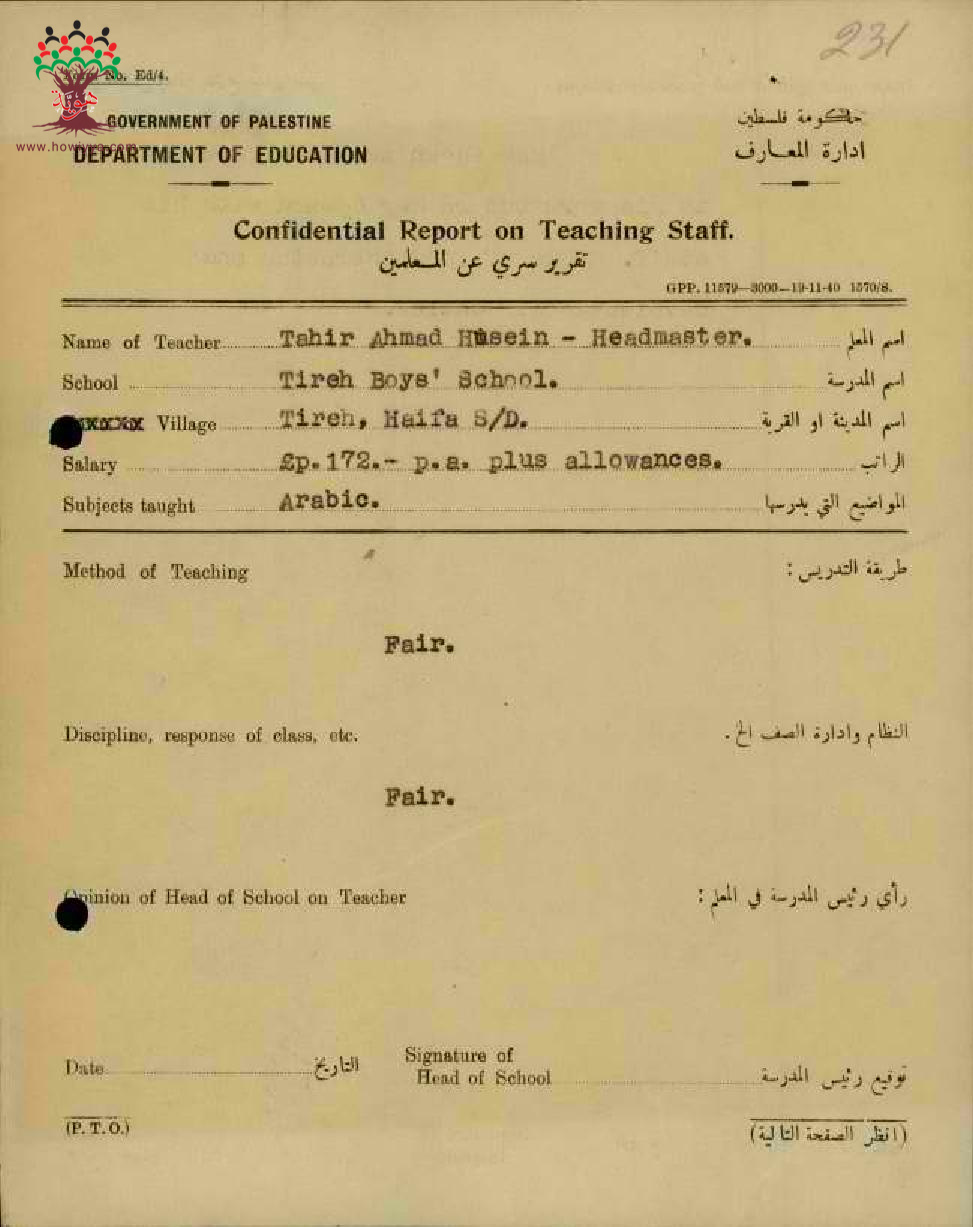 231
هوية
www.howiyya.com
Form No. Ed/4.
GOVERNMENT OF PALESTINE حكومة فلسطين
DEPARTMENT OF EDUCATION ادارة المعارف
Confidential Report on Teaching Staff.
تقرير سري عن المعلمين
GPP. 11579—3000—19-11-40 1570/S.
Name of Teacher Tahir Ahmad Husein - Headmaster. اسم المعلم
School Tireh Boys' School. اسم المدرسة
Village Tireh, Haifa S/D. اسم المدينة او القرية
Salary £p.172.- p.a. plus allowances. الراتب
Subjects taught Arabic. المواضيع التي يدرسها
Method of Teaching طريقة التدريس :
Fair.
Discipline, response of class, etc. النظام وادارة الصف الخ .
Fair.
Opinion of Head of School on Teacher رأي رئيس المدرسة في المعلم :
Date التاريخ Signature of
Head of School توقيع رئيس المدرسة
(P. T. O.) (انظر الصفحة التالية)